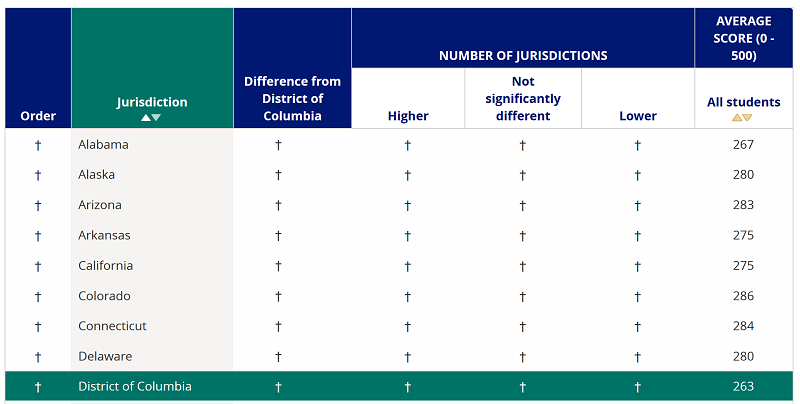 AVERAGE
SCORE (0 -
500)
NUMBER OF JURISDICTIONS
Order
Jurisdiction
Difference from
District of
Columbia
Higher
Not
significantly
different
Lower
All students
† Alabama † † † † 267
† Alaska † † † † 280
† Arizona † † † † 283
† Arkansas † † † † 275
† California † † † † 275
† Colorado † † † † 286
† Connecticut † † † † 284
† Delaware † † † † 280
† District of Columbia † † † † 263